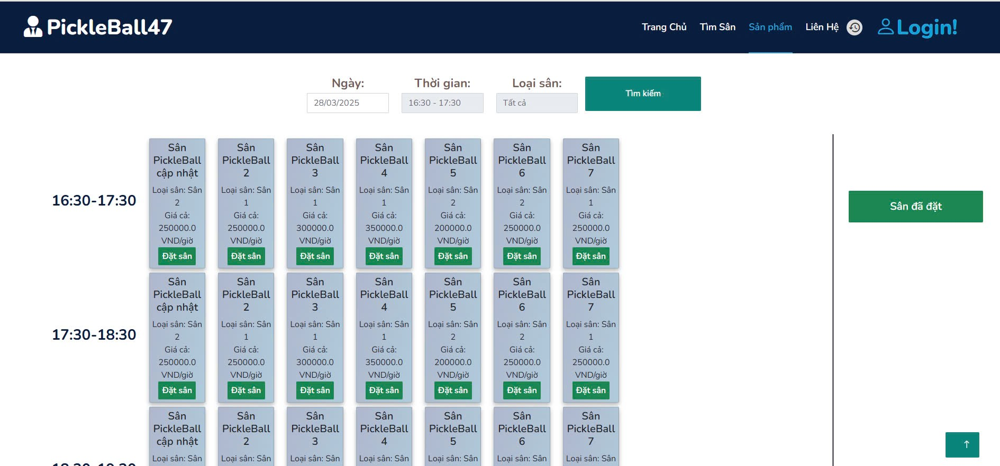 PickleBall47
Trang Chủ
Tìm Sân
Sản phẩm
Liên Hệ
Login!
Ngày:
Thời gian:
Loại sân:
28/03/2025
16:30 - 17:30
Tất cả
Tìm kiếm
16:30-17:30
Sân
PickleBall
cập nhật
Loại sân: Sân
2
Giá cả:
250000.0
VND/giờ
Đặt sân
Sân
PickleBall
2
Loại sân: Sân
1
Giá cả:
250000.0
VND/giờ
Đặt sân
Sân
PickleBall
3
Loại sân: Sân
1
Giá cả:
300000.0
VND/giờ
Đặt sân
Sân
PickleBall
4
Loại sân: Sân
1
Giá cả:
350000.0
VND/giờ
Đặt sân
Sân
PickleBall
5
Loại sân: Sân
2
Giá cả:
200000.0
VND/giờ
Đặt sân
Sân
PickleBall
6
Loại sân: Sân
2
Giá cả:
250000.0
VND/giờ
Đặt sân
Sân
PickleBall
7
Loại sân: Sân
1
Giá cả:
250000.0
VND/giờ
Đặt sân
Sân đã đặt
17:30-18:30
Sân
PickleBall
cập nhật
Loại sân: Sân
2
Giá cả:
250000.0
VND/giờ
Đặt sân
Sân
PickleBall
2
Loại sân: Sân
1
Giá cả:
250000.0
VND/giờ
Đặt sân
Sân
PickleBall
3
Loại sân: Sân
1
Giá cả:
300000.0
VND/giờ
Đặt sân
Sân
PickleBall
4
Loại sân: Sân
1
Giá cả:
350000.0
VND/giờ
Đặt sân
Sân
PickleBall
5
Loại sân: Sân
2
Giá cả:
200000.0
VND/giờ
Đặt sân
Sân
PickleBall
6
Loại sân: Sân
2
Giá cả:
250000.0
VND/giờ
Đặt sân
Sân
PickleBall
7
Loại sân: Sân
1
Giá cả:
250000.0
VND/giờ
Đặt sân
Sân
PickleBall
cập nhật
Loại sân: Sân
Sân
PickleBall
2
Loại sân: Sân
Sân
PickleBall
3
Loại sân: Sân
Sân
PickleBall
4
Loại sân: Sân
Sân
PickleBall
5
Loại sân: Sân
Sân
PickleBall
6
Loại sân: Sân
Sân
PickleBall
7
Loại sân: Sân